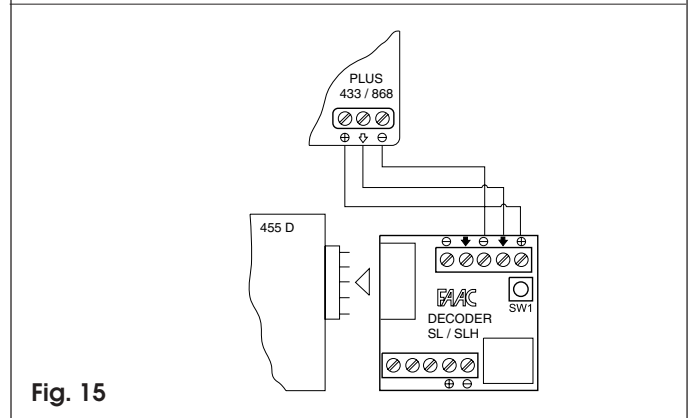 PLUS
433 / 868
⊕ ⇩ ⊖
455 D
⊖ 🡇 ⊖ 🡇 ⊕
FAAC
SW1
DECODER
SL / SLH
⊕ ⊖
Fig. 15